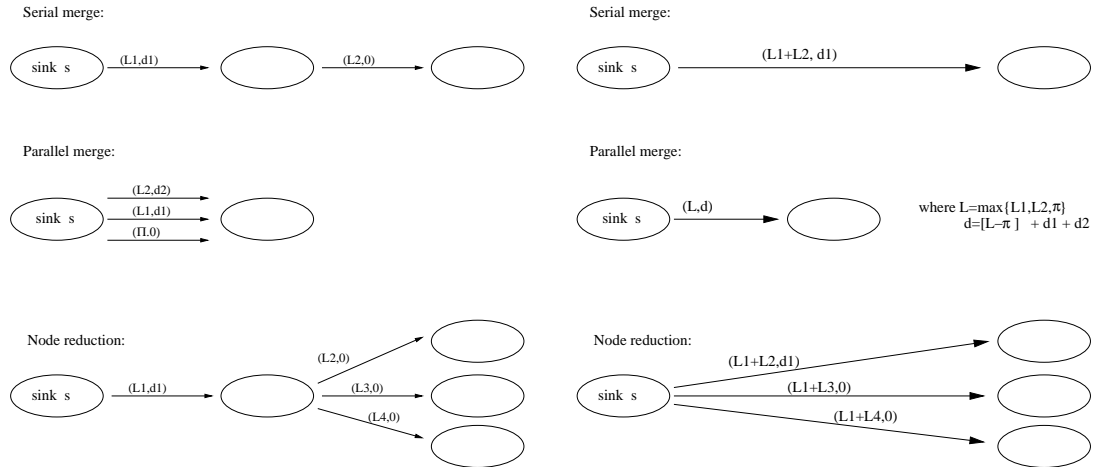 Serial merge:
Serial merge:
sink s
(L1,d1)
(L2,0)
sink s
(L1+L2, d1)
Parallel merge:
Parallel merge:
(L2,d2)
sink s
(L1,d1)
(Π,0)
sink s
(L,d)
where L=max{L1,L2,π}
d=[L−π ] + d1 + d2
Node reduction:
Node reduction:
sink s
(L1,d1)
(L2,0)
(L3,0)
(L4,0)
sink s
(L1+L2,d1)
(L1+L3,0)
(L1+L4,0)